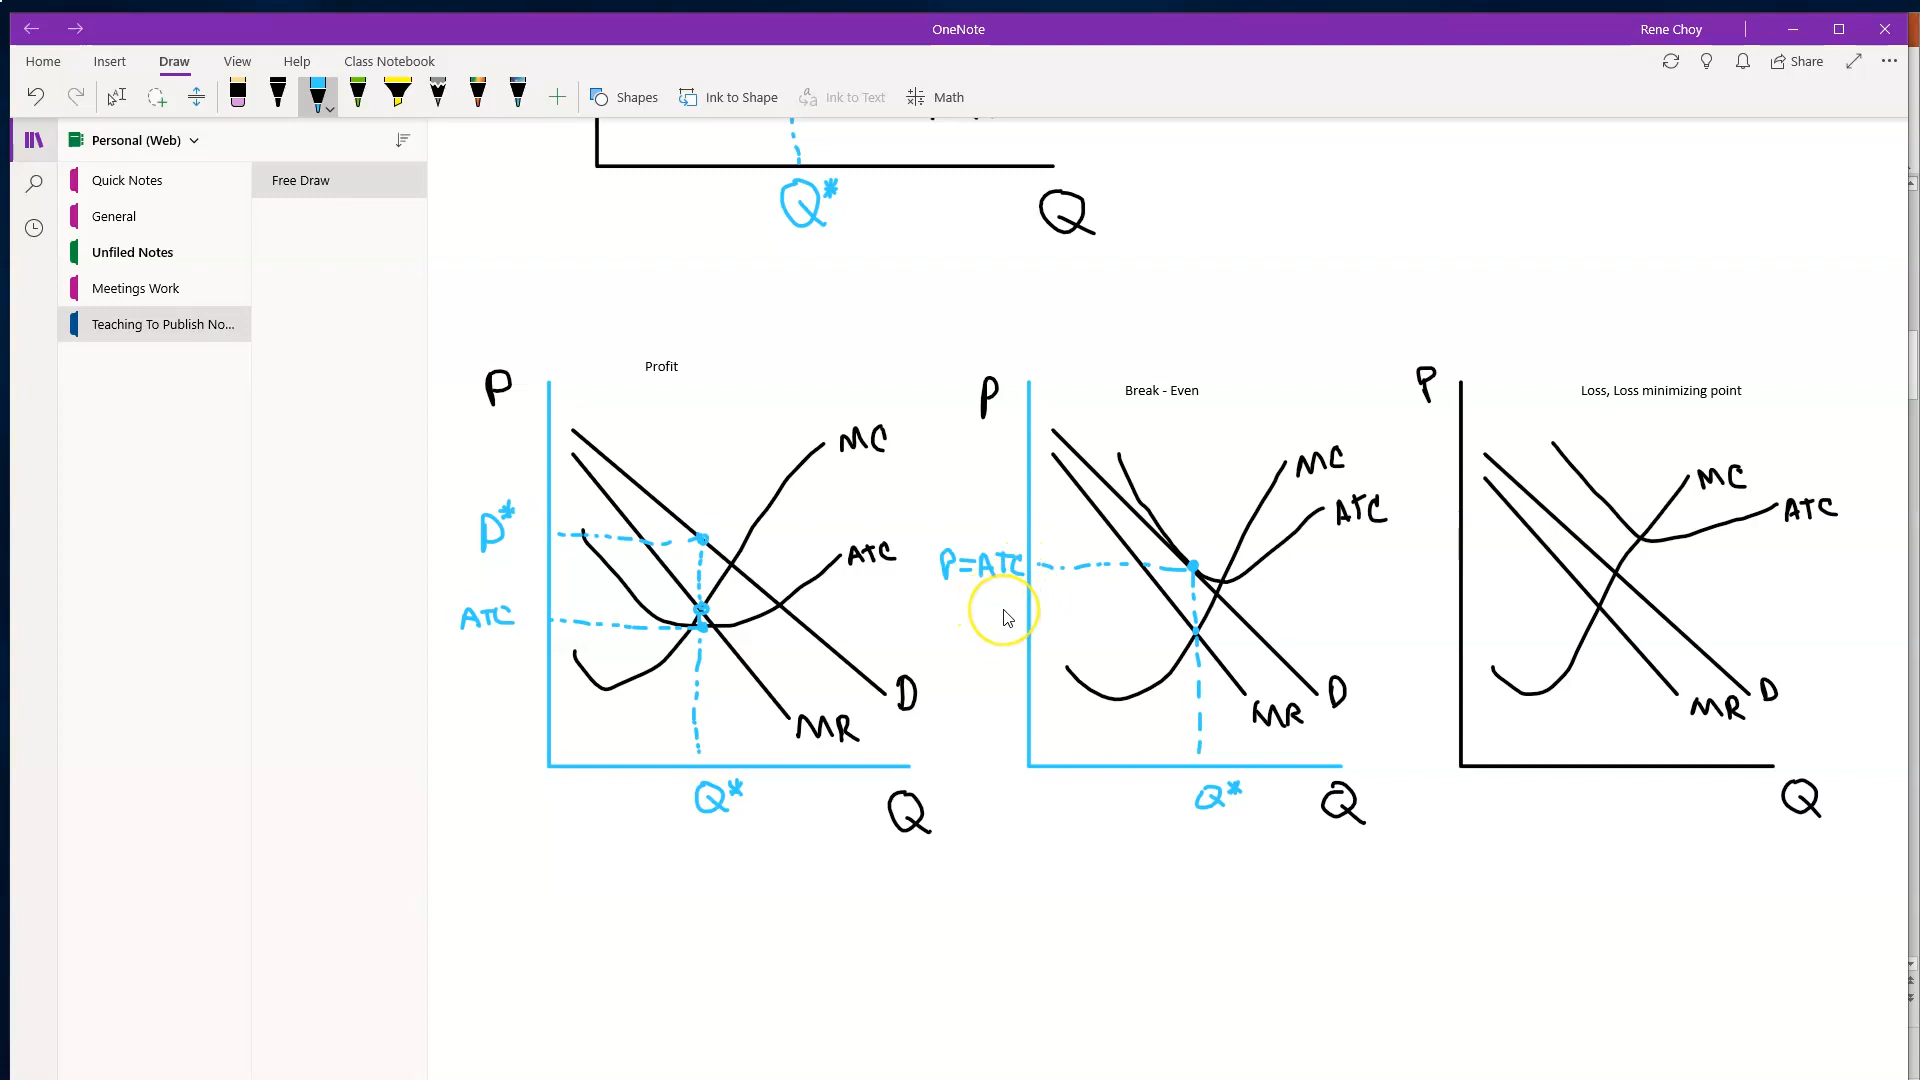 OneNote
Rene Choy
Home Insert Draw View Help Class Notebook
Share
Shapes Ink to Shape Ink to Text Math
Personal (Web)
Quick Notes
General
Unfiled Notes
Meetings Work
Teaching To Publish No...
Free Draw
Q*
Q
Profit
P
MC
P*
ATC
ATC
D
MR
Q*
Q
Break - Even
P
MC
ATC
P=ATC
D
MR
Q*
Q
Loss, Loss minimizing point
P
MC
ATC
D
MR
Q